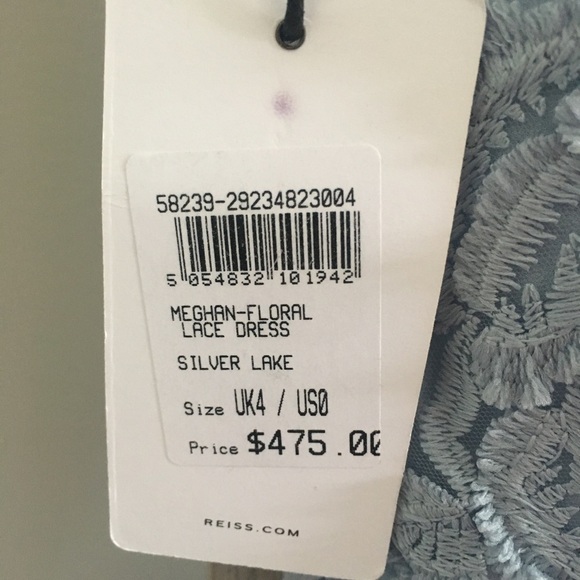 58239-29234823004
5 054832 101942
MEGHAN-FLORAL
LACE DRESS
SILVER LAKE
Size UK4 / US0
Price $475.00
REISS.COM